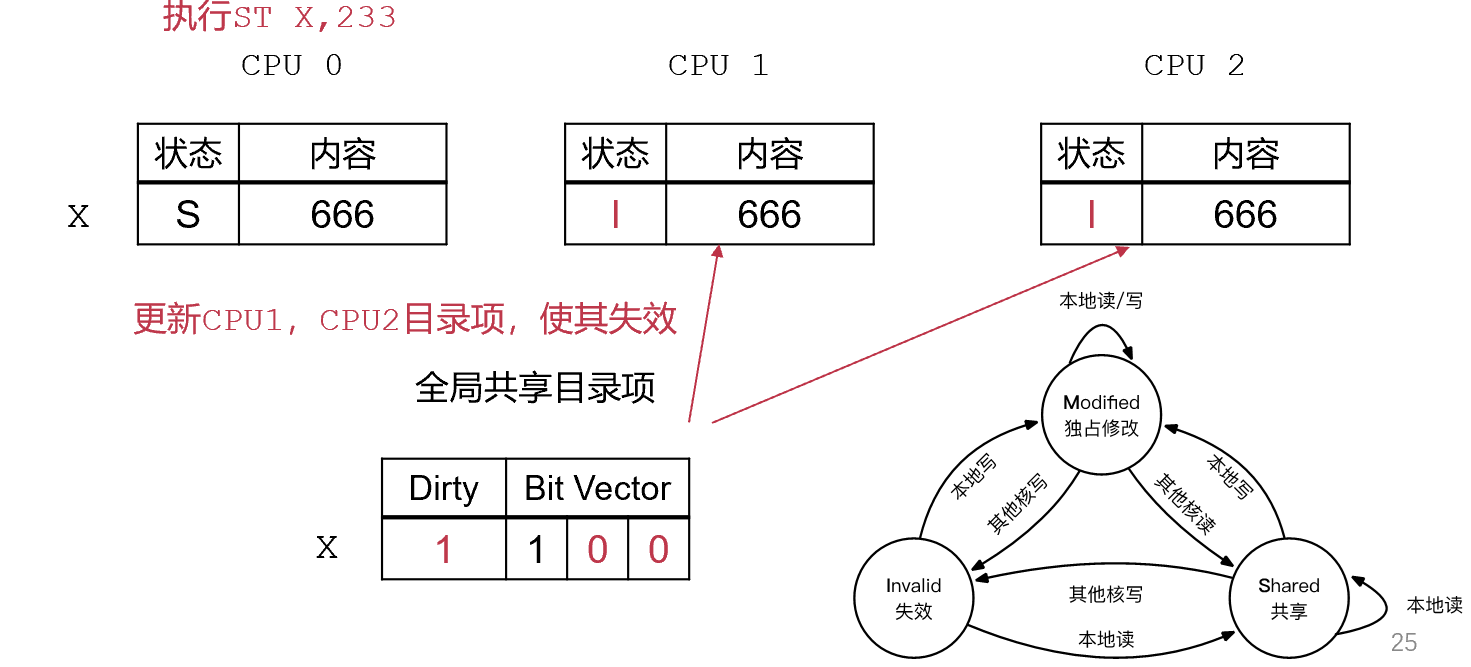 执行ST X,233
CPU 0
CPU 1
CPU 2
状态 内容
X S 666
状态 内容
I 666
状态 内容
I 666
更新CPU1，CPU2目录项，使其失效
全局共享目录项
Dirty Bit Vector
X 1 1 0 0
本地读/写
Modified
独占修改
本地写
其他核写
其他核读
本地写
Invalid
失效
其他核写
本地读
Shared
共享
本地读
25